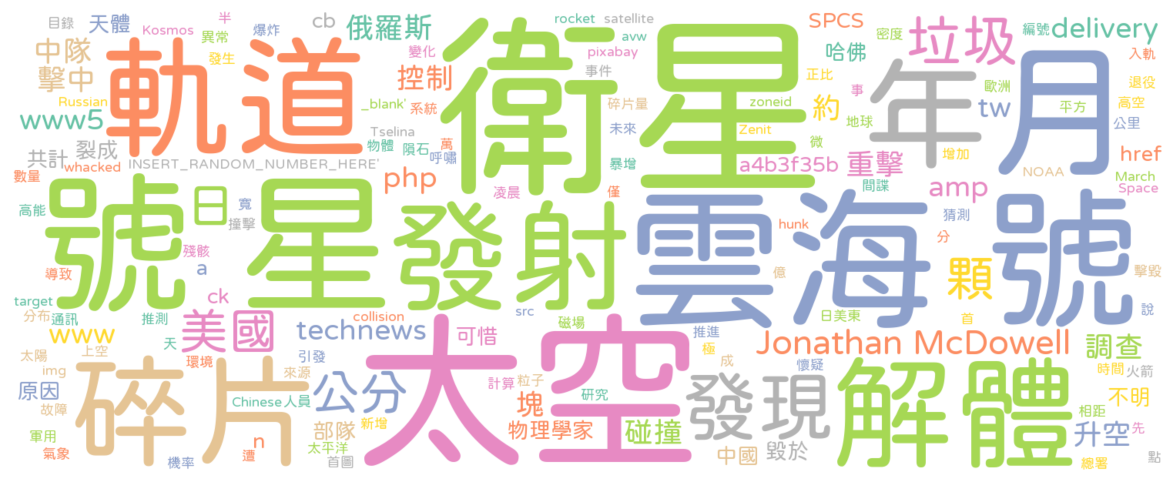 目錄
半
天體
Kosmos
異常
爆炸
cb
俄羅斯
rocket
satellite
avw
變化
pixabay
SPCS
密度
垃圾
編號
delivery
中隊
擊中
軌道
控制
衛星
事件
哈佛
正比
年
月
歐洲
入軌
退役
Russian
www5
_blank'
系統
碎片量
zoneid
約
事
tw
平方
高空
Tselina
物體
隕石
萬
呼嘯
未來
Zenit
地球
公里
共計
裂成
INSERT_RANDOM_NUMBER_HERE'
微
增加
whacked
數量
php
暴增
a4b3f35b
重擊
href
NOAA
March
Space
凌晨
僅
間諜
amp
高能
號
日
寬
撞擊
星
發射
雲海
號
猜測
hunk
分
顆
殘骸
導致
a
億
擊毀
target
ck
collision
src
日美東
首
說
分布
通訊
推測
磁場
www
美國
technews
可惜
推進
Jonathan McDowell
調查
太陽
上空
天
環境
引發
極
成
懷疑
時間
火箭
img
來源
碎片
公分
太空
計算
粒子
研究
發現
解體
不明
原因
故障
Chinese
人員
塊
相距
先
軍用
n
部隊
新增
物理學家
碰撞
升空
氣象
遭
太平洋
機率
首圖
中國
毀於
總署
點